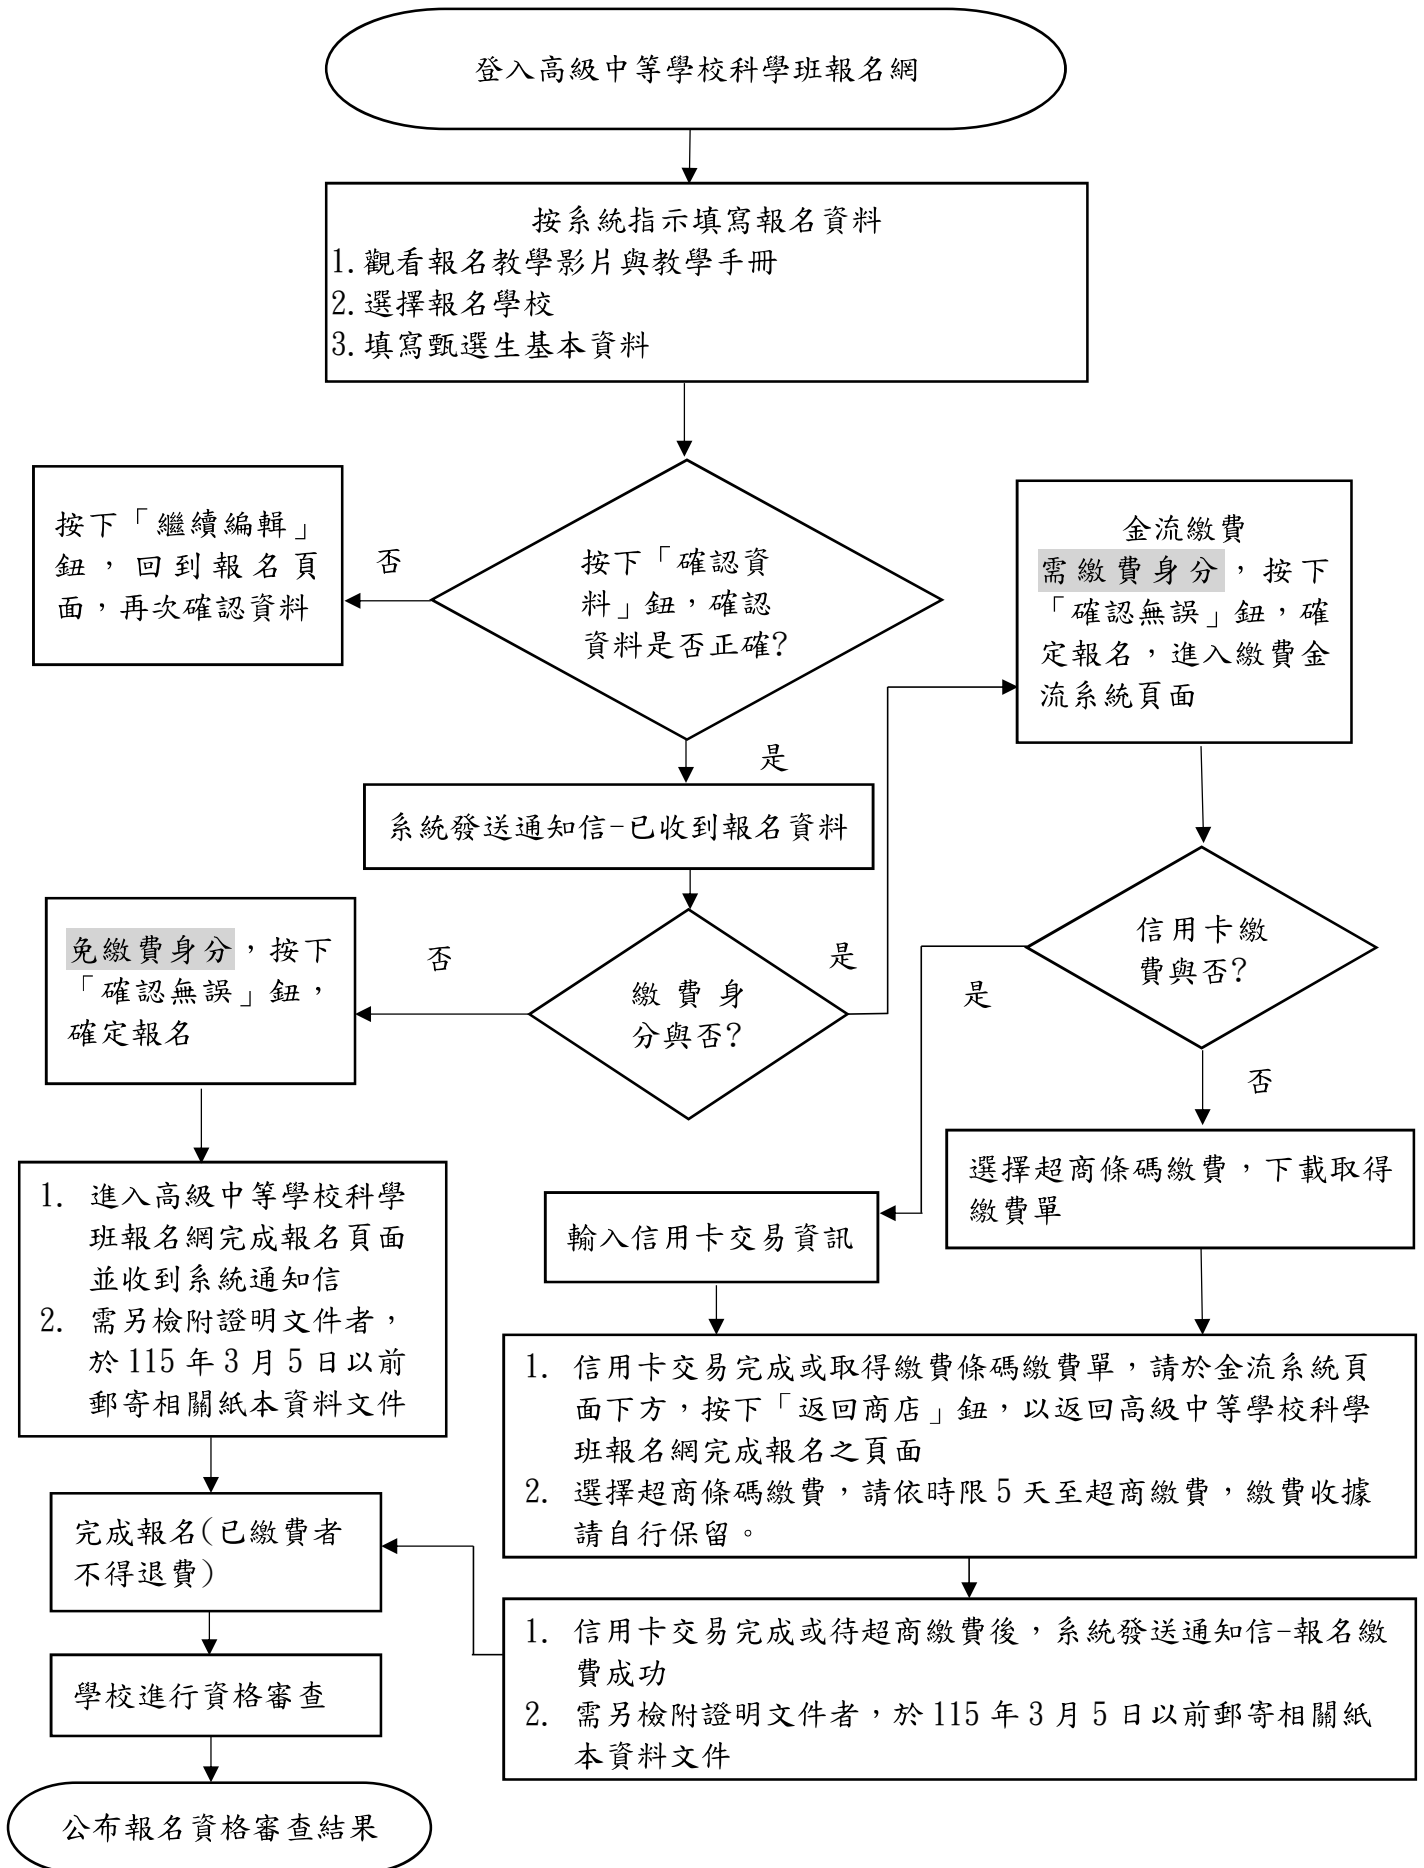 登入高級中等學校科學班報名網
按系統指示填寫報名資料
1.觀看報名教學影片與教學手冊
2.選擇報名學校
3.填寫甄選生基本資料
按下「確認資
料」鈕，確認
資料是否正確?
否
按下「繼續編輯」
鈕，回到報名頁
面，再次確認資料
是
系統發送通知信-已收到報名資料
繳費身
分與否?
否
免繳費身分，按下
「確認無誤」鈕，
確定報名
1. 進入高級中等學校科學
班報名網完成報名頁面
並收到系統通知信
2. 需另檢附證明文件者，
於 115 年 3 月 5 日以前
郵寄相關紙本資料文件
是
金流繳費
需繳費身分，按下
「確認無誤」鈕，確
定報名，進入繳費金
流系統頁面
信用卡繳
費與否?
是
輸入信用卡交易資訊
否
選擇超商條碼繳費，下載取得
繳費單
1. 信用卡交易完成或取得繳費條碼繳費單，請於金流系統頁
面下方，按下「返回商店」鈕，以返回高級中等學校科學
班報名網完成報名之頁面
2. 選擇超商條碼繳費，請依時限 5 天至超商繳費，繳費收據
請自行保留。
1. 信用卡交易完成或待超商繳費後，系統發送通知信-報名繳
費成功
2. 需另檢附證明文件者，於 115 年 3 月 5 日以前郵寄相關紙
本資料文件
完成報名(已繳費者
不得退費)
學校進行資格審查
公布報名資格審查結果